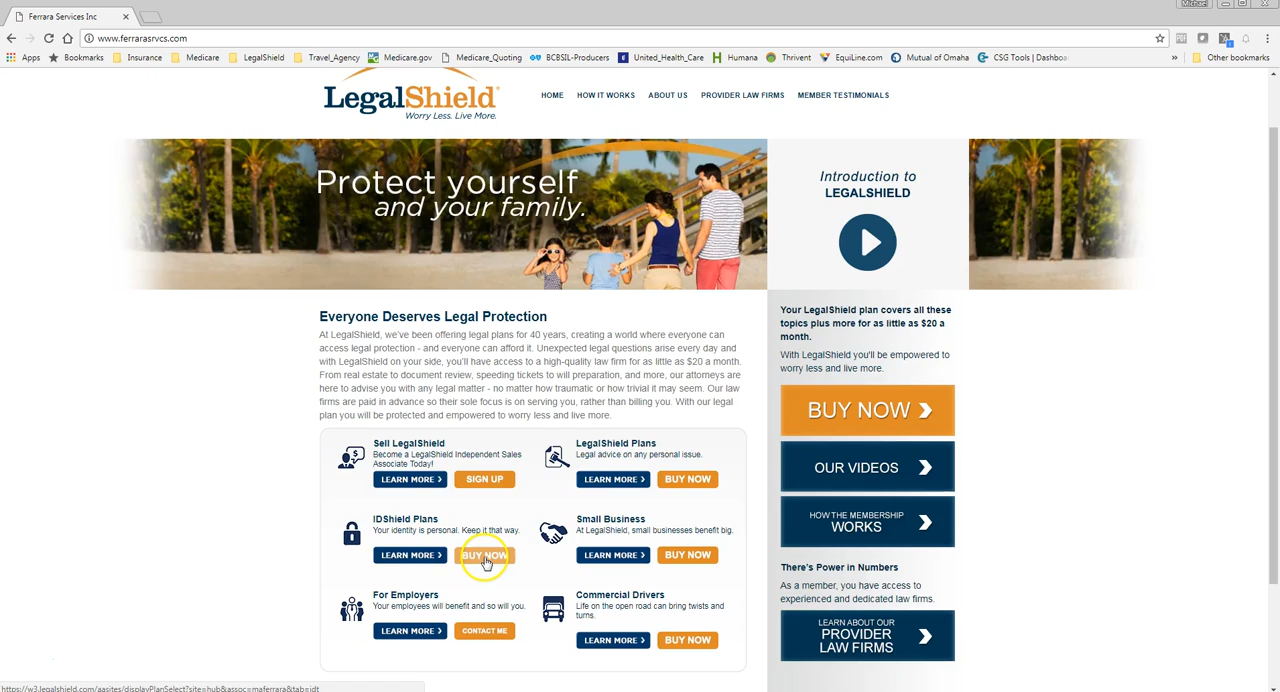 Ferrara Services Inc
Michael
www.ferrarasrvcs.com
Apps Bookmarks Insurance Medicare LegalShield Travel_Agency Medicare.gov Medicare_Quoting BCBSIL-Producers United_Health_Care Humana Thrivent EquiLine.com Mutual of Omaha CSG Tools | Dashboa » Other bookmarks
LegalShield
Worry Less. Live More.
HOME HOW IT WORKS ABOUT US PROVIDER LAW FIRMS MEMBER TESTIMONIALS
Protect yourself
and your family.
Introduction to
LEGALSHIELD
Everyone Deserves Legal Protection
At LegalShield, we've been offering legal plans for 40 years, creating a world where everyone can
access legal protection - and everyone can afford it. Unexpected legal questions arise every day and
with LegalShield on your side, you'll have access to a high-quality law firm for as little as $20 a month.
From real estate to document review, speeding tickets to will preparation, and more, our attorneys are
here to advise you with any legal matter - no matter how traumatic or how trivial it may seem. Our law
firms are paid in advance so their sole focus is on serving you, rather than billing you. With our legal
plan you will be protected and empowered to worry less and live more.
Sell LegalShield
Become a LegalShield Independent Sales
Associate Today!
LEARN MORE › SIGN UP
LegalShield Plans
Legal advice on any personal issue.
LEARN MORE › BUY NOW
IDShield Plans
Your identity is personal. Keep it that way.
LEARN MORE › BUY NOW
Small Business
At LegalShield, small businesses benefit big.
LEARN MORE › BUY NOW
For Employers
Your employees will benefit and so will you.
LEARN MORE › CONTACT ME
Commercial Drivers
Life on the open road can bring twists and
turns.
LEARN MORE › BUY NOW
Your LegalShield plan covers all these
topics plus more for as little as $20 a
month.
With LegalShield you'll be empowered to
worry less and live more.
BUY NOW
OUR VIDEOS
HOW THE MEMBERSHIP
WORKS
There's Power in Numbers
As a member, you have access to
experienced and dedicated law firms.
LEARN ABOUT OUR
PROVIDER
LAW FIRMS
https://w3.legalshield.com/aasites/displayPlanSelect?site=hub&assoc=maferrara&tab=idt